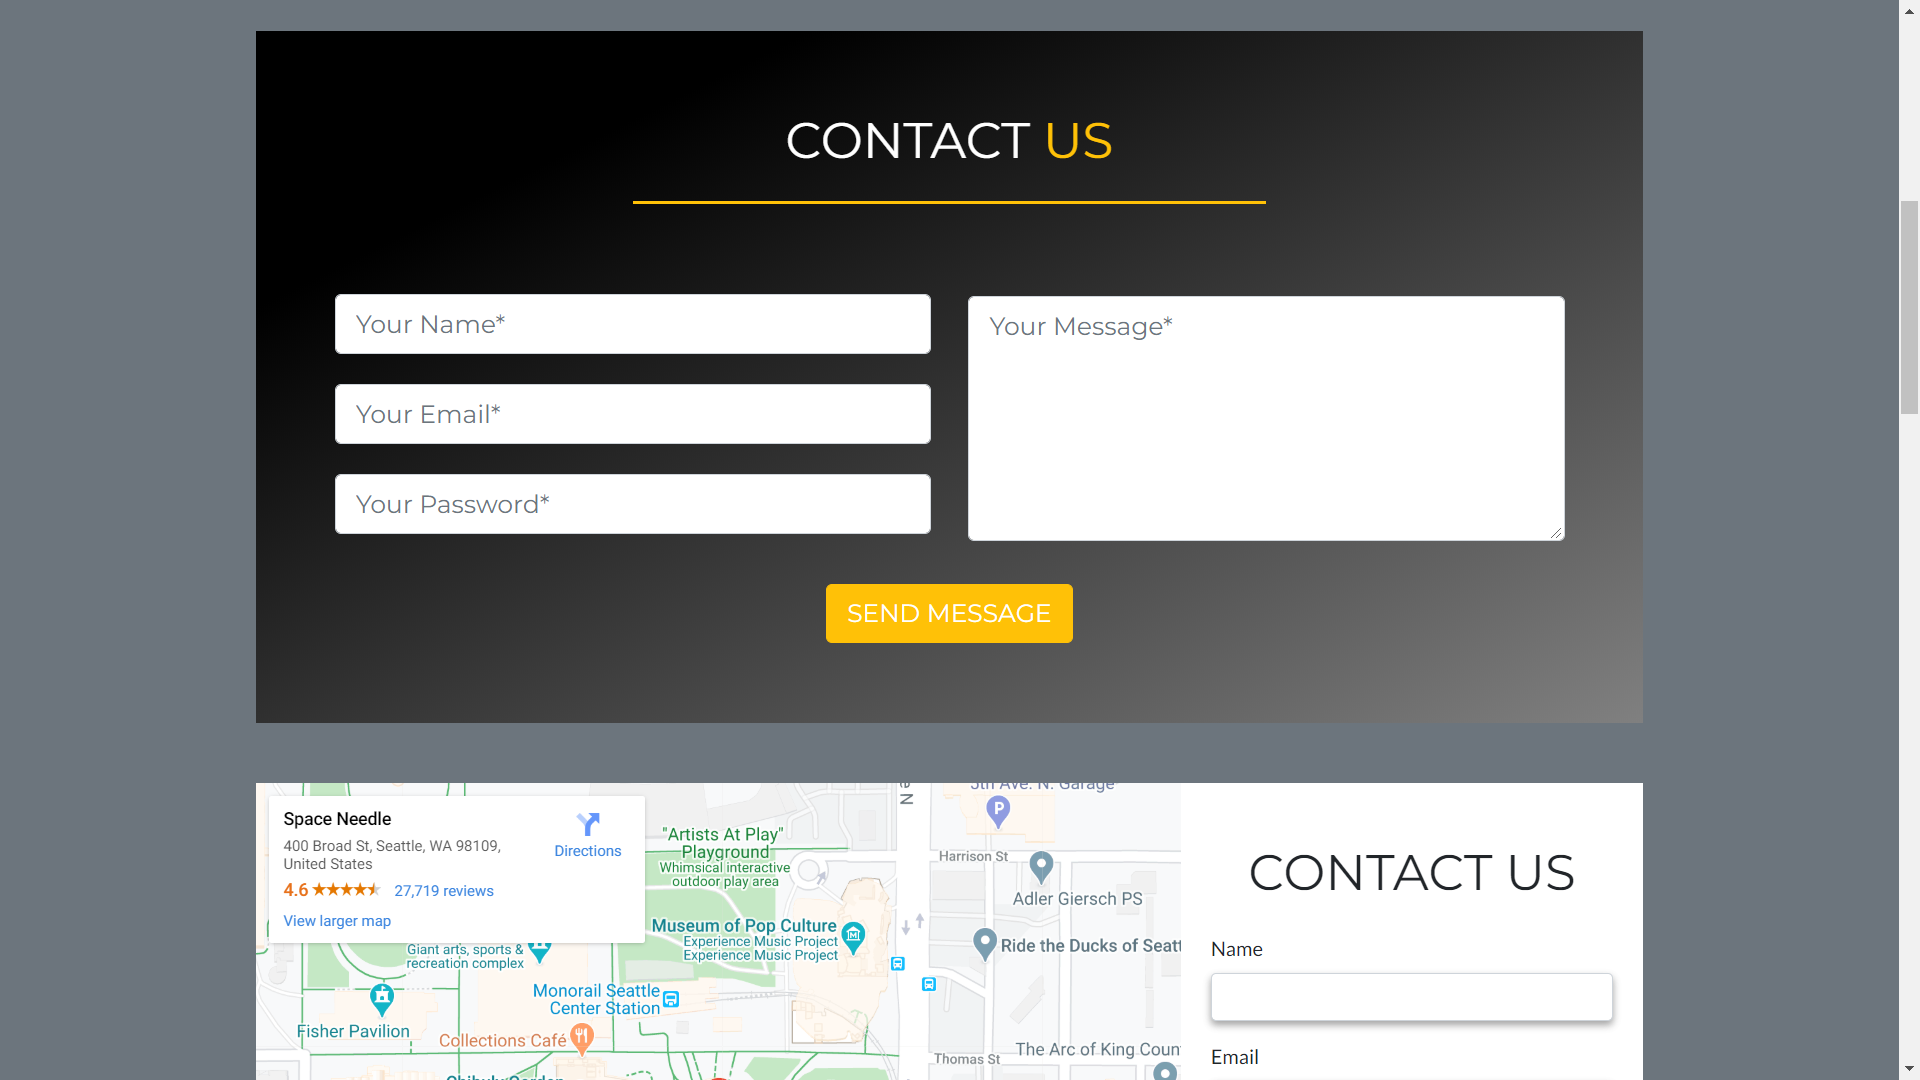 CONTACT US
Your Name*
Your Message*
Your Email*
Your Password*
SEND MESSAGE
Space Needle
400 Broad St, Seattle, WA 98109,
United States
Directions
4.6
27,719 reviews
View larger map
"Artists At Play"
Playground
Whimsical interactive
outdoor play area
Museum of Pop Culture
Experience Music Project
Experience Music Project
Giant arts, sports &
recreation complex
Monorail Seattle
Center Station
Fisher Pavilion
Collections Café
e N
5th Ave. N. Garage
P
Harrison St
Adler Giersch PS
Ride the Ducks of Seatt
Thomas St
The Arc of King Coun
CONTACT US
Name
Email